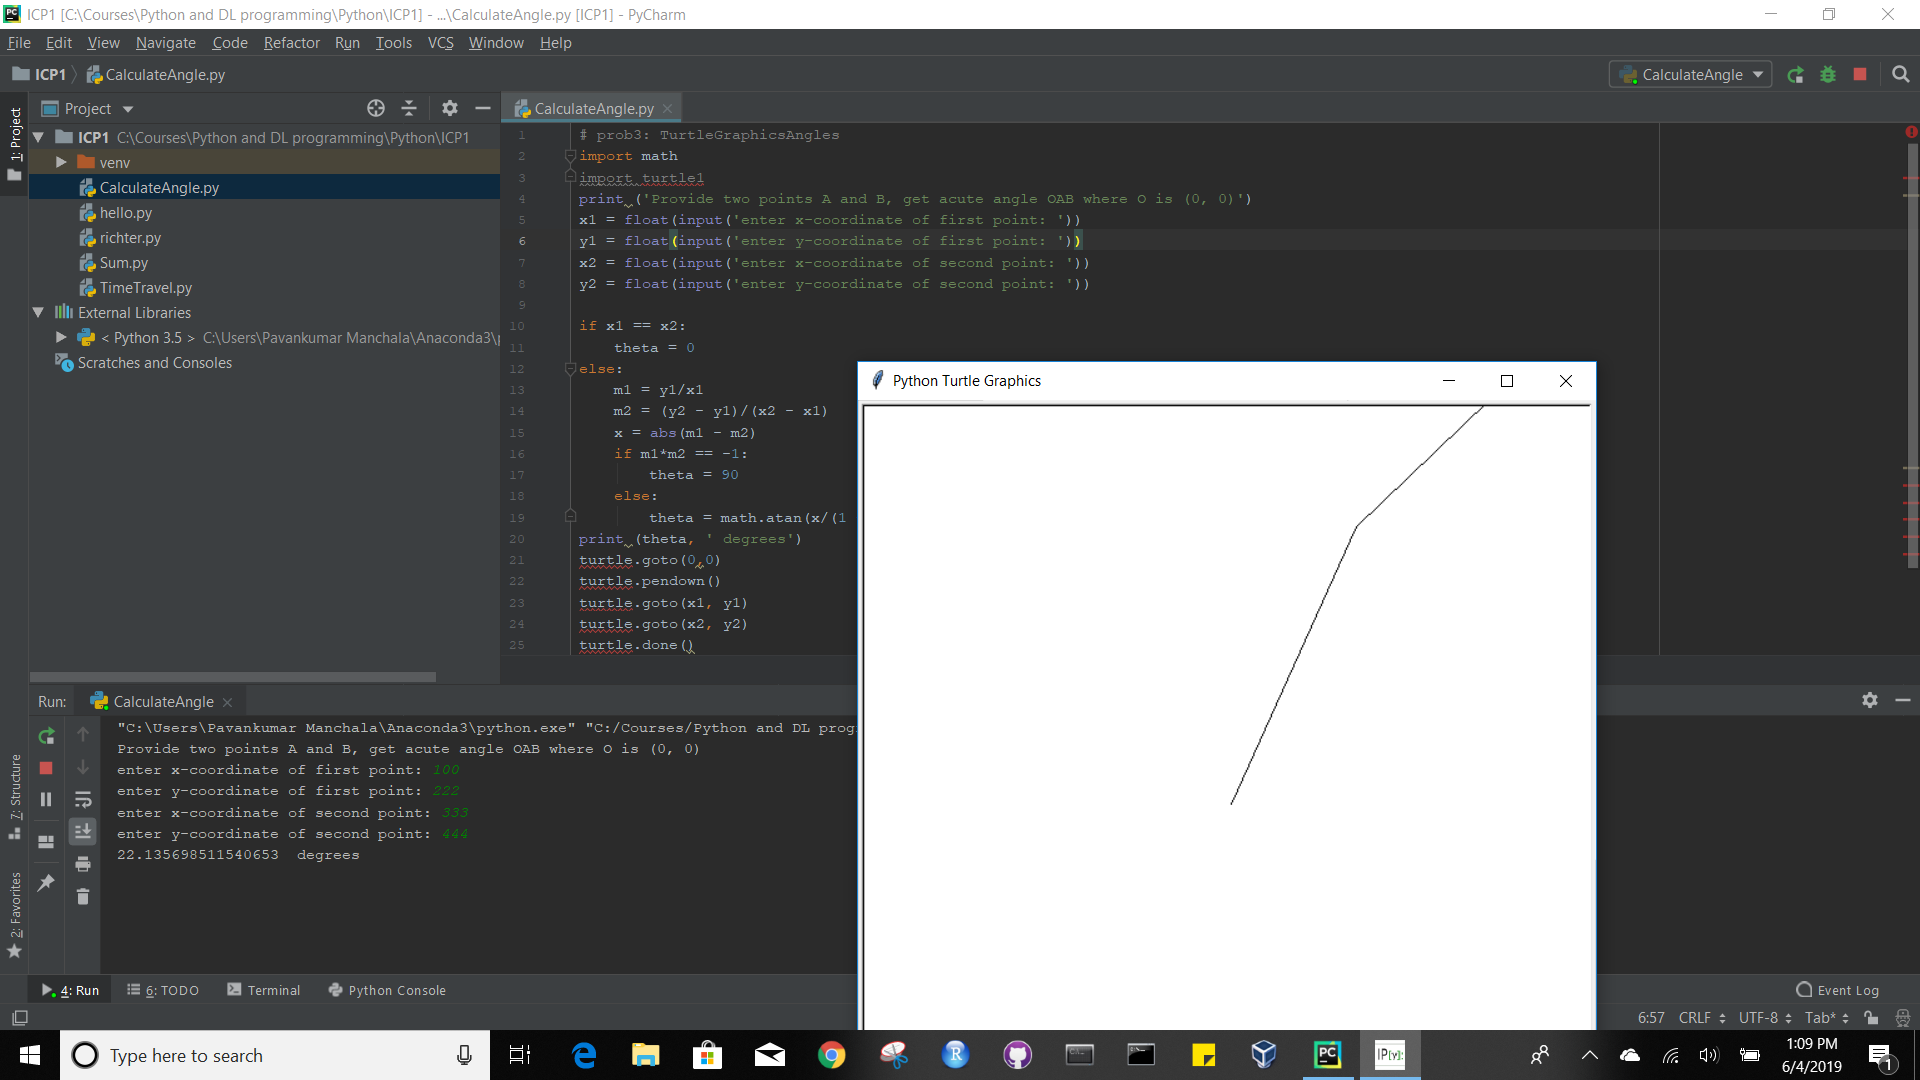 ICP1 [C:\Courses\Python and DL programming\Python\ICP1] - ...\CalculateAngle.py [ICP1] - PyCharm
File Edit View Navigate Code Refactor Run Tools VCS Window Help
ICP1 CalculateAngle.py
CalculateAngle
1: Project
Project
ICP1 C:\Courses\Python and DL programming\Python\ICP1
venv
CalculateAngle.py
hello.py
richter.py
Sum.py
TimeTravel.py
External Libraries
< Python 3.5 > C:\Users\Pavankumar Manchala\Anaconda3\
Scratches and Consoles
CalculateAngle.py
1 # prob3: TurtleGraphicsAngles
2 import math
3 import turtle1
4 print ('Provide two points A and B, get acute angle OAB where O is (0, 0)')
5 x1 = float(input('enter x-coordinate of first point: '))
6 y1 = float(input('enter y-coordinate of first point: '))
7 x2 = float(input('enter x-coordinate of second point: '))
8 y2 = float(input('enter y-coordinate of second point: '))
9
10 if x1 == x2:
11 theta = 0
12 else:
13 m1 = y1/x1
14 m2 = (y2 - y1)/(x2 - x1)
15 x = abs(m1 - m2)
16 if m1*m2 == -1:
17 theta = 90
18 else:
19 theta = math.atan(x/(1
20 print (theta, ' degrees')
21 turtle.goto(0,0)
22 turtle.pendown()
23 turtle.goto(x1, y1)
24 turtle.goto(x2, y2)
25 turtle.done()
Python Turtle Graphics
Run: CalculateAngle
"C:\Users\Pavankumar Manchala\Anaconda3\python.exe" "C:/Courses/Python and DL prog
Provide two points A and B, get acute angle OAB where O is (0, 0)
enter x-coordinate of first point: 100
enter y-coordinate of first point: 222
enter x-coordinate of second point: 333
enter y-coordinate of second point: 444
22.135698511540653 degrees
7: Structure
2: Favorites
4: Run 6: TODO Terminal Python Console
Event Log
6:57 CRLF UTF-8 Tab*
Type here to search
PC
IP[y]:
1:09 PM
6/4/2019
1